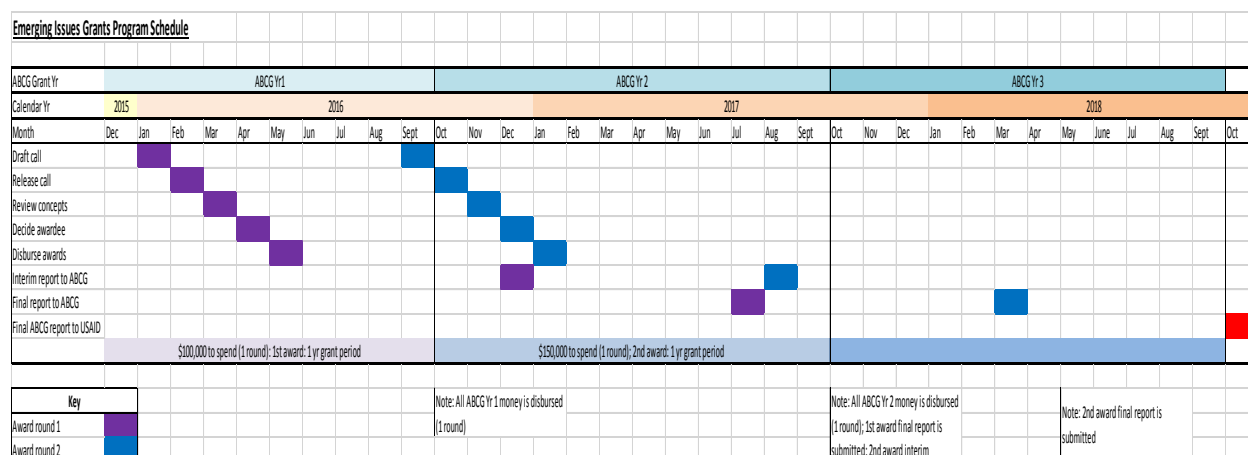 Emerging Issues Grants Program Schedule
ABCG Grant Yr ABCG Yr1 ABCG Yr 2 ABCG Yr 3
Calendar Yr 2015 2016 2017 2018
Month Dec Jan Feb Mar Apr May Jun Jul Aug Sept Oct Nov Dec Jan Feb Mar Apr May Jun Jul Aug Sept Oct Nov Dec Jan Feb Mar Apr May June Jul Aug Sept Oct
Draft call
Release call
Review concepts
Decide awardee
Disburse awards
Interim report to ABCG
Final report to ABCG
Final ABCG report to USAID
$100,000 to spend (1 round): 1st award: 1 yr grant period $150,000 to spend (1 round); 2nd award: 1 yr grant period
Key
Award round 1
Award round 2
Note: All ABCG Yr 1 money is disbursed
(1 round)
Note: All ABCG Yr 2 money is disbursed
(1 round); 1st award final report is
submitted; 2nd award interim
Note: 2nd award final report is
submitted